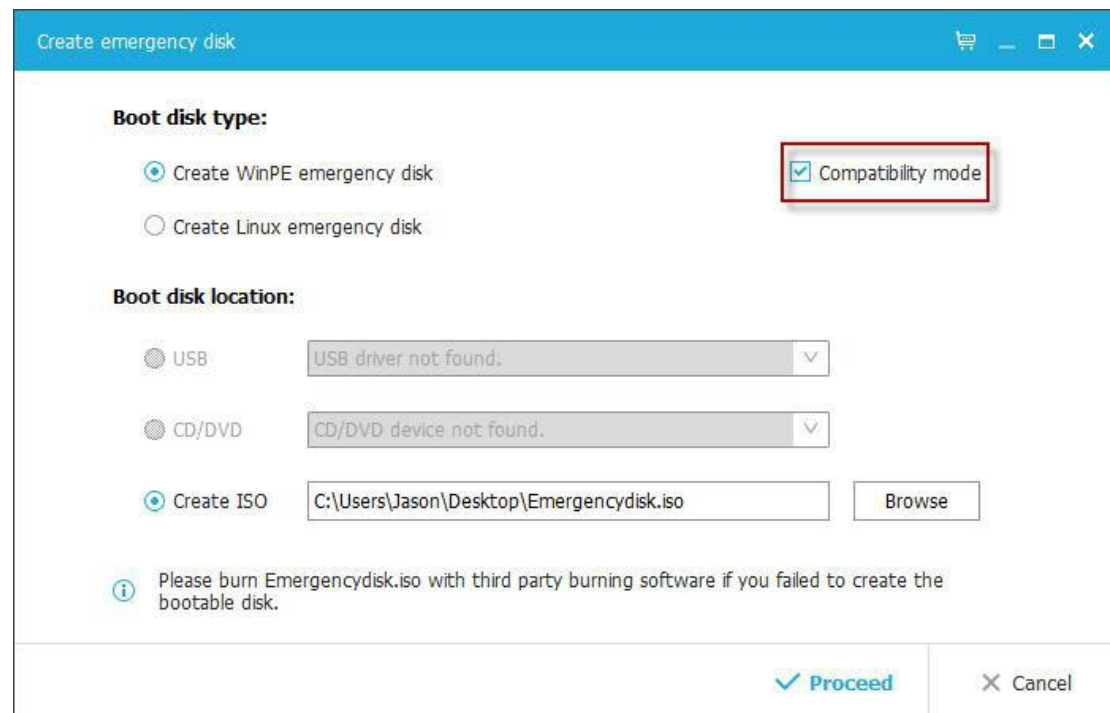 Create emergency disk
Boot disk type:
Create WinPE emergency disk
Compatibility mode
Create Linux emergency disk
Boot disk location:
USB
USB driver not found.
CD/DVD
CD/DVD device not found.
Create ISO
C:\Users\Jason\Desktop\Emergencydisk.iso
Browse
Please burn Emergencydisk.iso with third party burning software if you failed to create the
bootable disk.
Proceed
Cancel